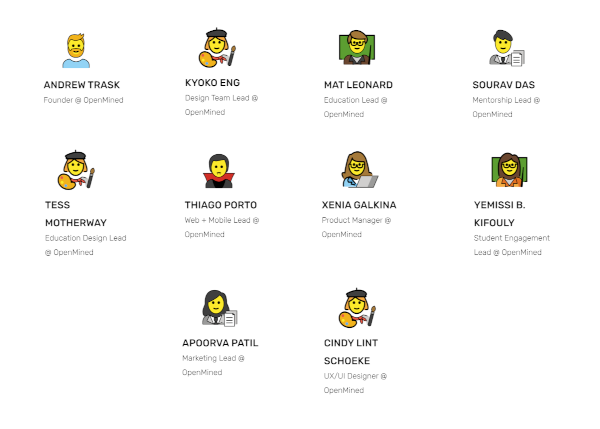 ANDREW TRASK
Founder @ OpenMined
KYOKO ENG
Design Team Lead @
OpenMined
MAT LEONARD
Education Lead @
OpenMined
SOURAV DAS
Mentorship Lead @
OpenMined
TESS
MOTHERWAY
Education Design Lead
@ OpenMined
THIAGO PORTO
Web + Mobile Lead @
OpenMined
XENIA GALKINA
Product Manager @
OpenMined
YEMISSI B.
KIFOULY
Student Engagement
Lead @ OpenMined
APOORVA PATIL
Marketing Lead @
OpenMined
CINDY LINT
SCHOEKE
UX/UI Designer @
OpenMined